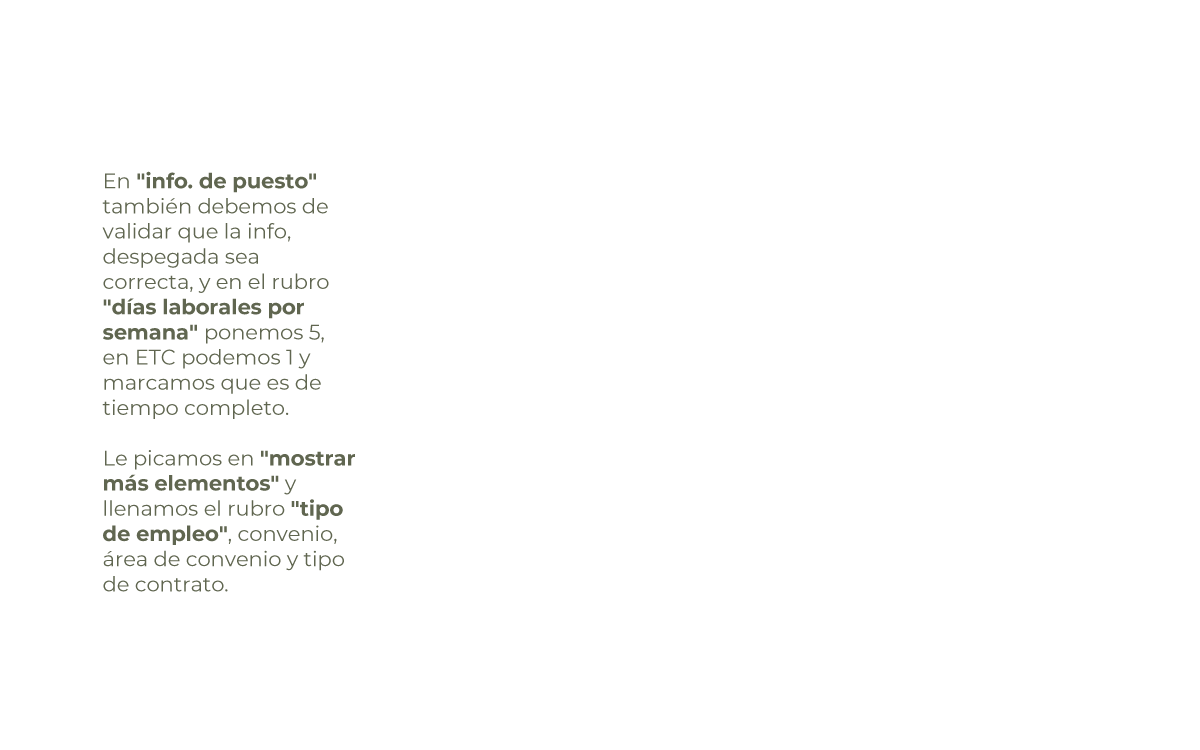 En "info. de puesto"
también debemos de
validar que la info,
despegada sea
correcta, y en el rubro
"días laborales por
semana" ponemos 5,
en ETC podemos 1 y
marcamos que es de
tiempo completo.
Le picamos en "mostrar
más elementos" y
llenamos el rubro "tipo
de empleo", convenio,
área de convenio y tipo
de contrato.